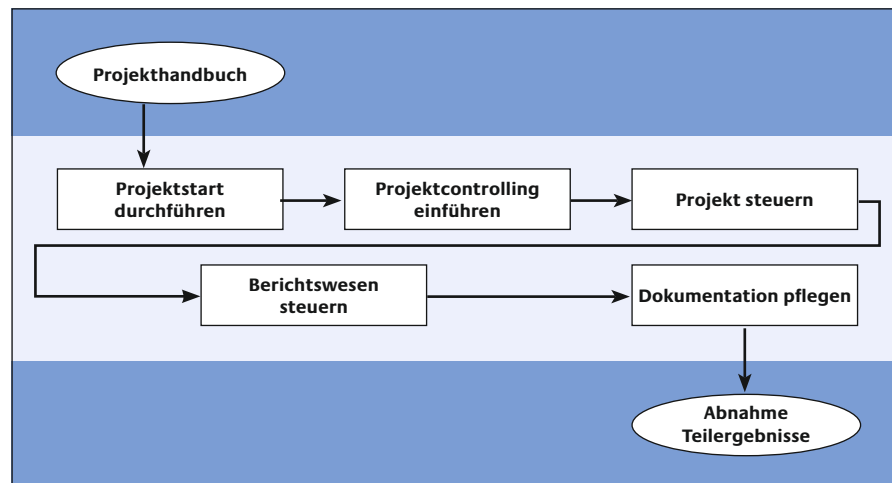 Projekthandbuch
Projektstart
durchführen
Projektcontrolling
einführen
Projekt steuern
Berichtswesen
steuern
Dokumentation pflegen
Abnahme
Teilergebnisse